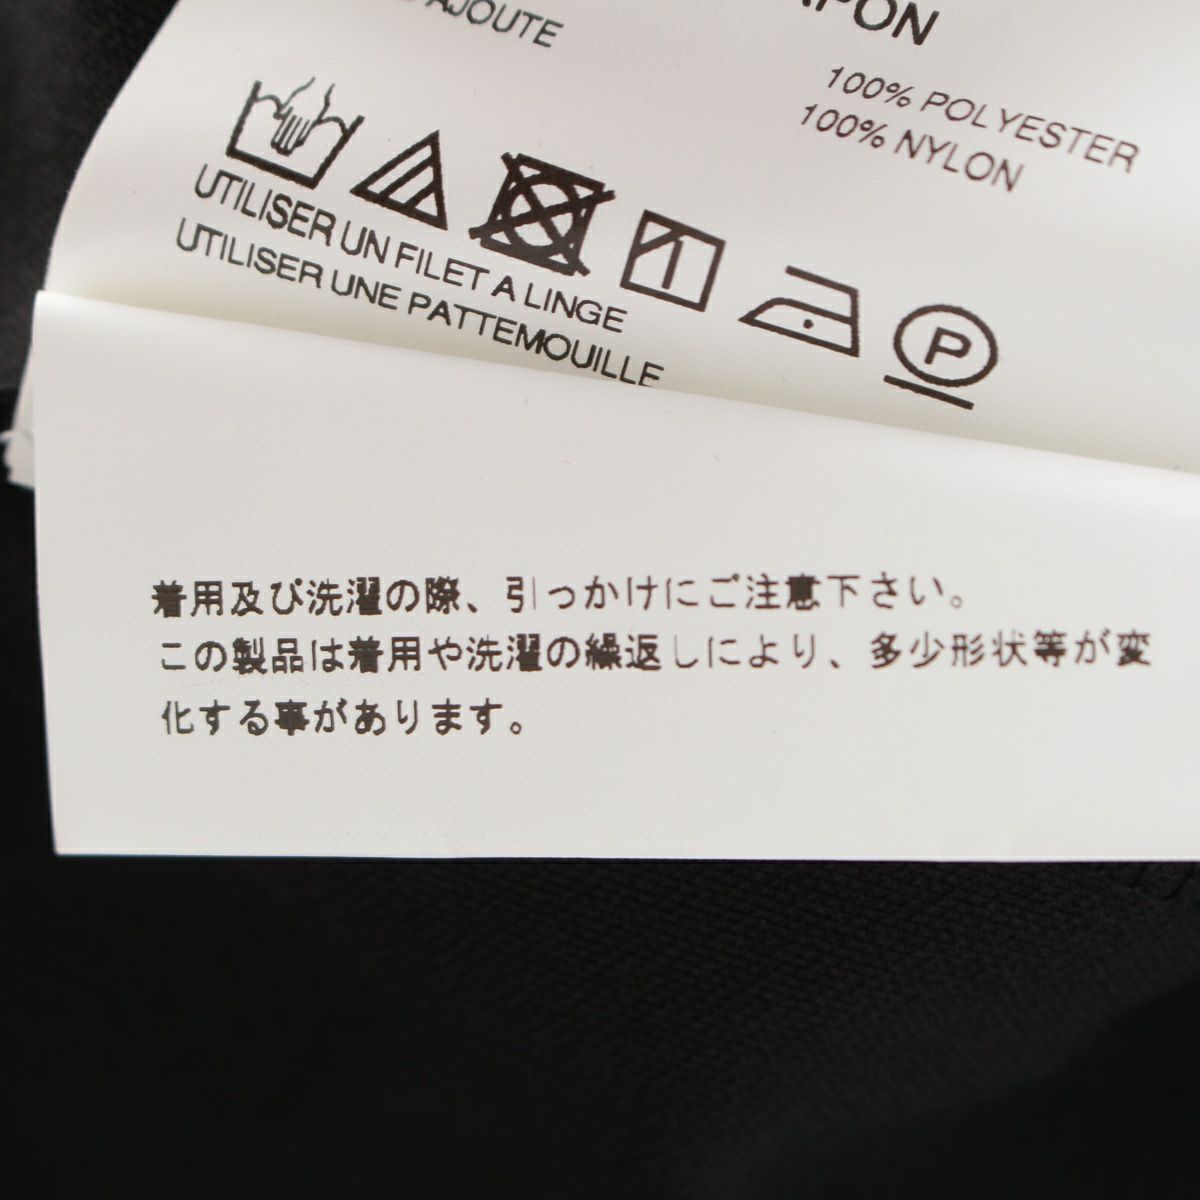 AJOUTE
100% POLYESTER
100% NYLON
P
UTILISER UN FILET A LINGE
UTILISER UNE PATTEMOUILLE
着用及び洗濯の際、引っかけにご注意下さい。
この製品は着用や洗濯の繰返しにより、多少形状等が変
化する事があります。